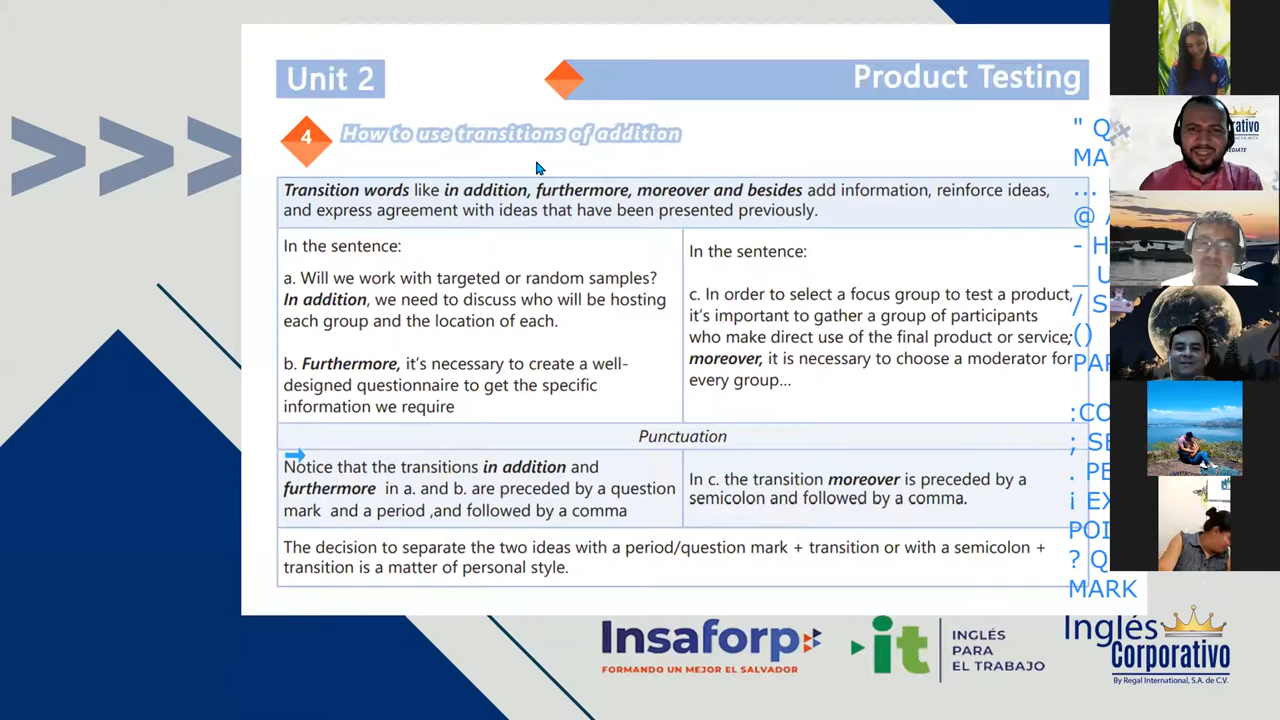 Unit 2
Product Testing
4
How to use transitions of addition
Transition words like in addition, furthermore, moreover and besides add information, reinforce ideas,
and express agreement with ideas that have been presented previously.
In the sentence:
a. Will we work with targeted or random samples?
In addition, we need to discuss who will be hosting
each group and the location of each.
b. Furthermore, it's necessary to create a well-
designed questionnaire to get the specific
information we require
In the sentence:
c. In order to select a focus group to test a product,
it's important to gather a group of participants
who make direct use of the final product or service;
moreover, it is necessary to choose a moderator for
every group...
Punctuation
Notice that the transitions in addition and
furthermore in a. and b. are preceded by a question
mark and a period ,and followed by a comma
In c. the transition moreover is preceded by a
semicolon and followed by a comma.
The decision to separate the two ideas with a period/question mark + transition or with a semicolon +
transition is a matter of personal style.
" Q
MA
...
@
- H
_ U
/ S
()
PA
:CO
; SE
. PE
¡ EX
POI
? Q
MARK
Insaforp
FORMANDO UN MEJOR EL SALVADOR
it
INGLÉS
PARA
EL TRABAJO
Inglés
Corporativo
By Regal International, S.A. de C.V.